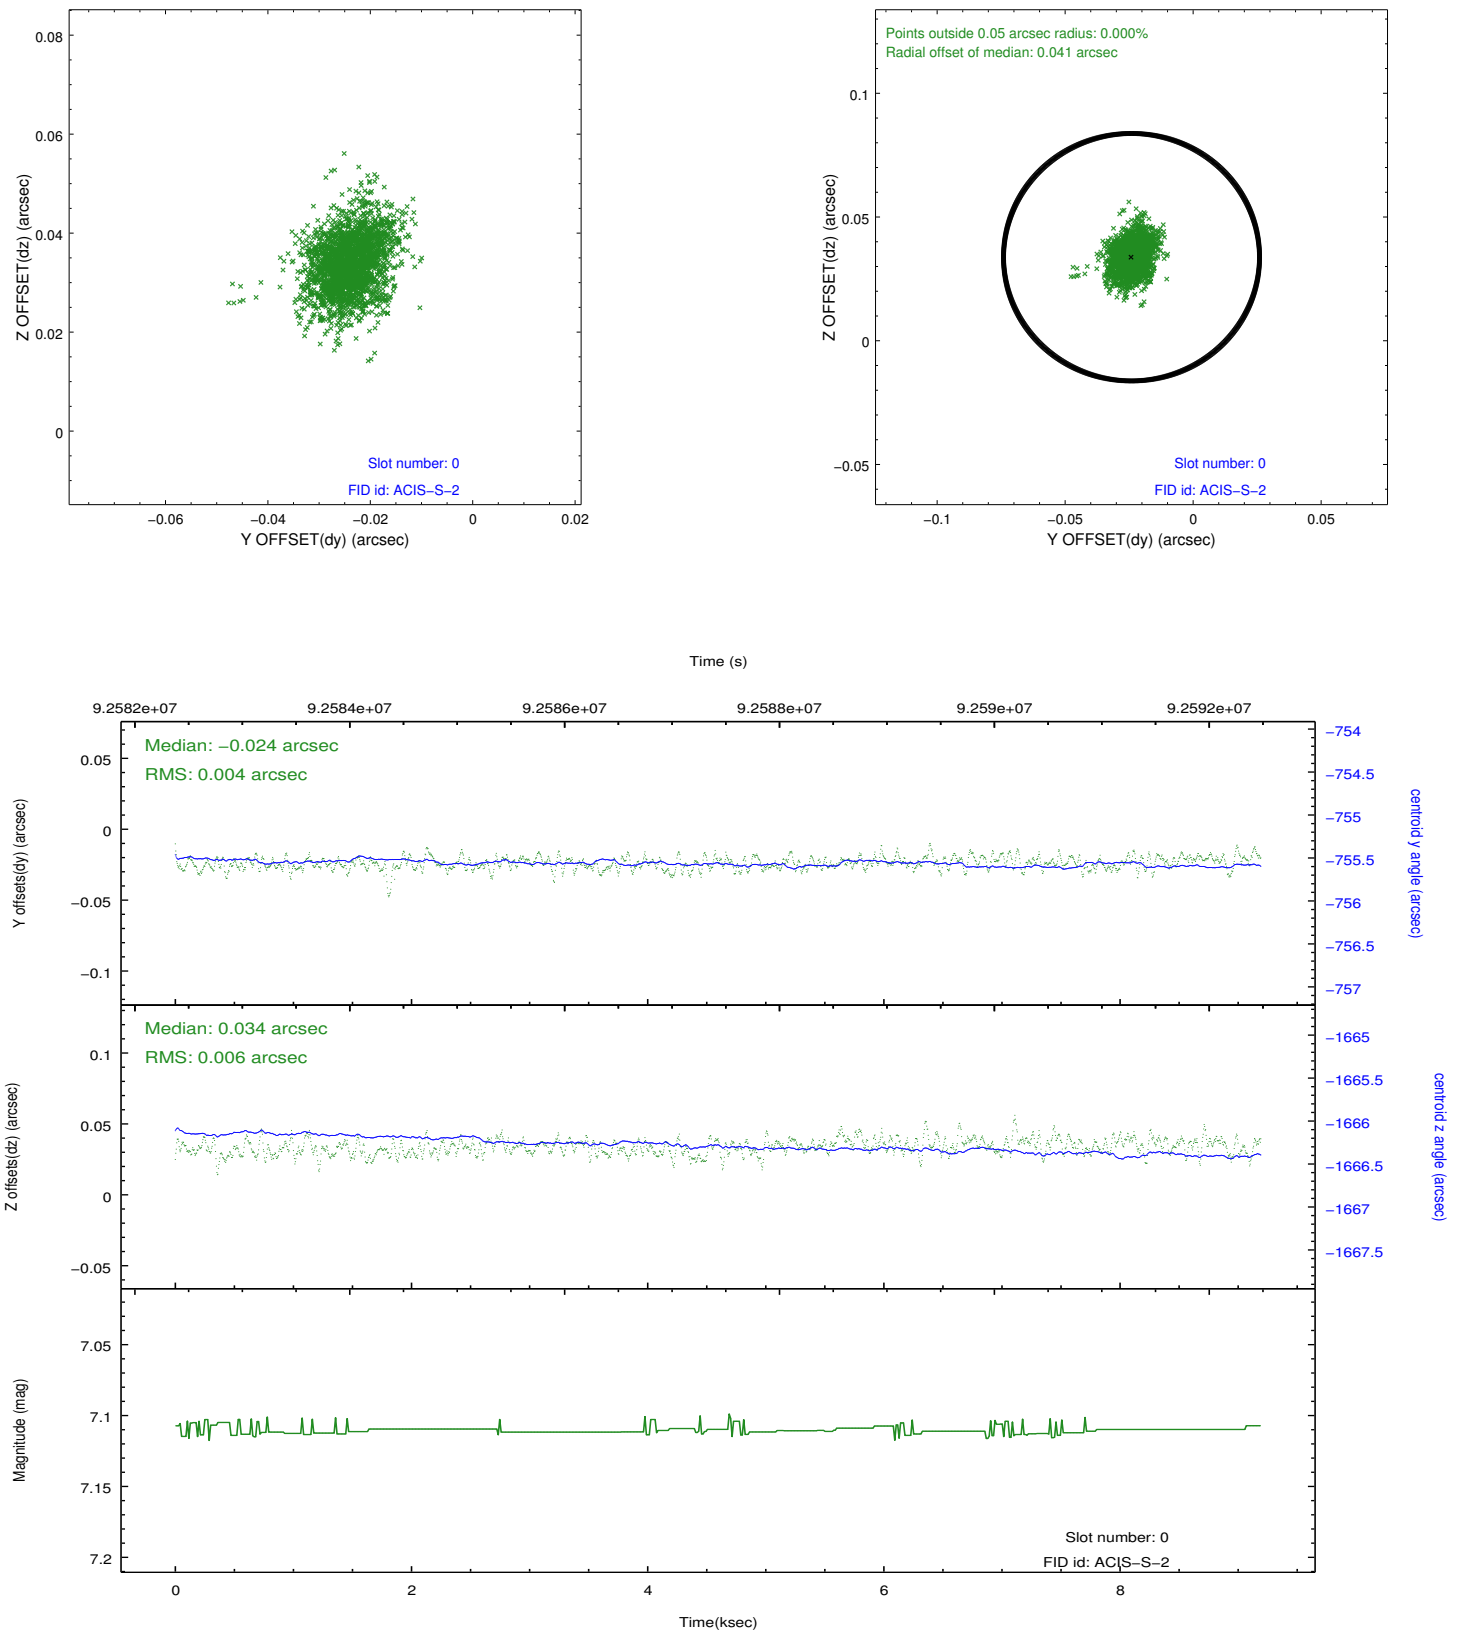 0.08
0.06
0.04
0.02
0
Z OFFSET(dz) (arcsec)
Slot number: 0
FID id: ACIS−S−2
−0.06
−0.04
−0.02
0
0.02
Y OFFSET(dy) (arcsec)
Points outside 0.05 arcsec radius: 0.000%
Radial offset of median: 0.041 arcsec
0.1
0.05
0
−0.05
Z OFFSET(dz) (arcsec)
Slot number: 0
FID id: ACIS−S−2
−0.1
−0.05
0
0.05
Y OFFSET(dy) (arcsec)
Time (s)
9.2582e+07
9.2584e+07
9.2586e+07
9.2588e+07
9.259e+07
9.2592e+07
Median: −0.024 arcsec
RMS: 0.004 arcsec
0.05
0
−0.05
−0.1
Y offsets(dy) (arcsec)
−754
−754.5
−755
−755.5
−756
−756.5
−757
centroid y angle (arcsec)
Median: 0.034 arcsec
RMS: 0.006 arcsec
0.1
0.05
0
−0.05
Z offsets(dz) (arcsec)
−1665
−1665.5
−1666
−1666.5
−1667
−1667.5
centroid z angle (arcsec)
7.05
7.1
7.15
7.2
Magnitude (mag)
Slot number: 0
FID id: ACIS−S−2
0
2
4
6
8
Time(ksec)